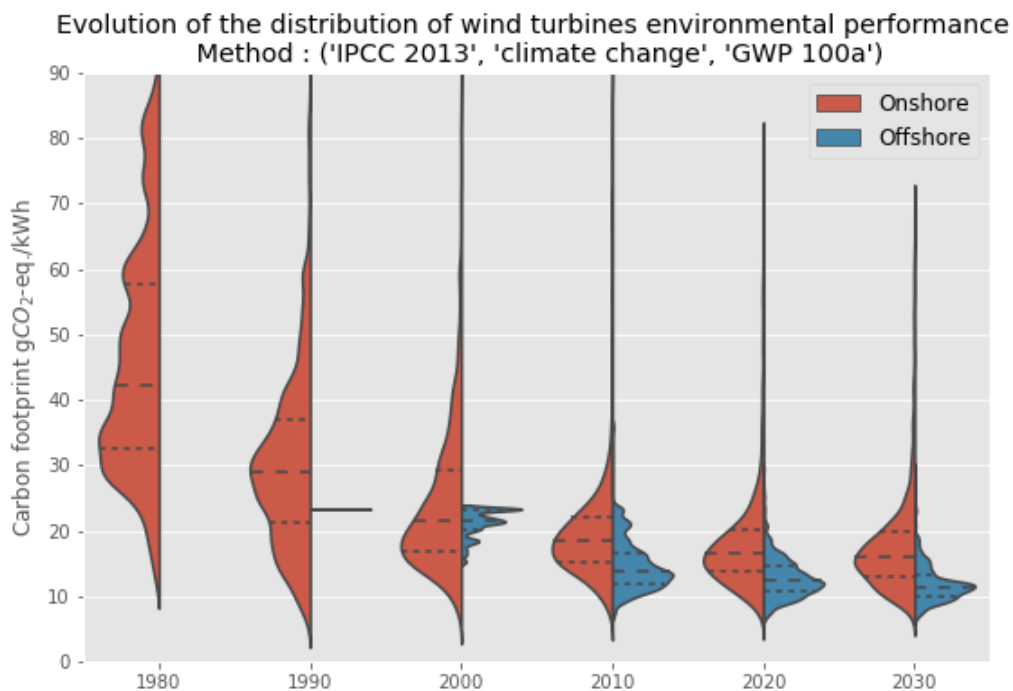 Evolution of the distribution of wind turbines environmental performance
Method : ('IPCC 2013', 'climate change', 'GWP 100a')
Onshore
Offshore
Carbon footprint gCO₂-eq./kWh
90
80
70
60
50
40
30
20
10
0
1980 1990 2000 2010 2020 2030